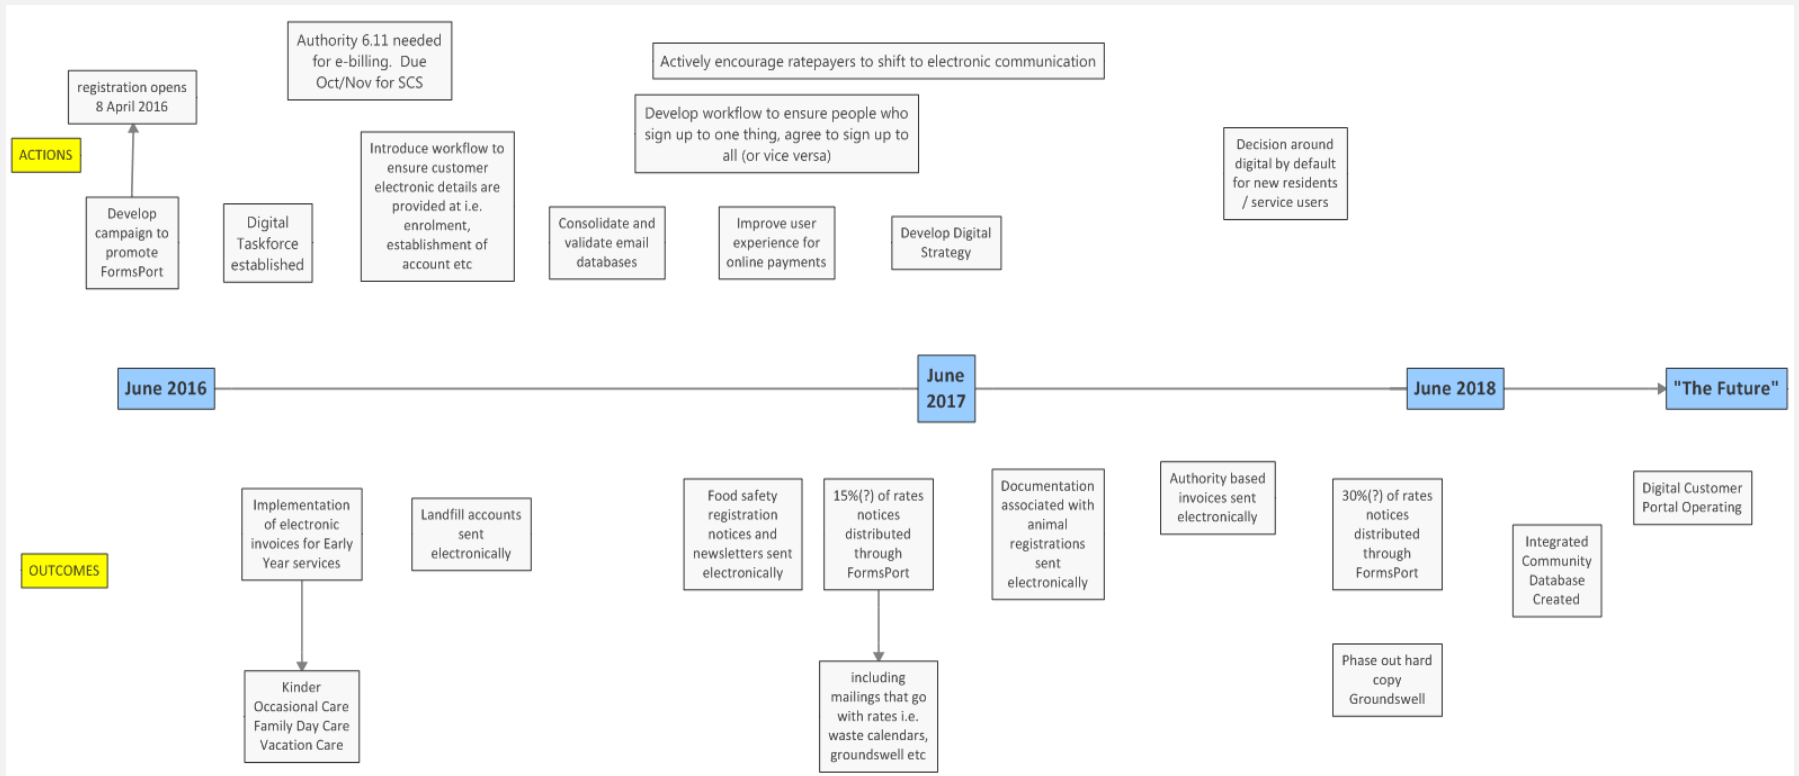 Authority 6.11 needed
for e-billing. Due
Oct/Nov for SCS
Actively encourage ratepayers to shift to electronic communication
registration opens
8 April 2016
Develop workflow to ensure people who
sign up to one thing, agree to sign up to
all (or vice versa)
ACTIONS
Introduce workflow to
ensure customer
electronic details are
provided at i.e.
enrolment,
establishment of
account etc
Decision around
digital by default
for new residents
/ service users
Develop
campaign to
promote
FormsPort
Digital
Taskforce
established
Consolidate and
validate email
databases
Improve user
experience for
online payments
Develop Digital
Strategy
June 2016
June
2017
June 2018
"The Future"
Implementation
of electronic
invoices for Early
Year services
Landfill accounts
sent
electronically
Food safety
registration
notices and
newsletters sent
electronically
15%(?) of rates
notices
distributed
through
FormsPort
Documentation
associated with
animal
registrations
sent
electronically
Authority based
invoices sent
electronically
30%(?) of rates
notices
distributed
through
FormsPort
Digital Customer
Portal Operating
Integrated
Community
Database
Created
OUTCOMES
Kinder
Occasional Care
Family Day Care
Vacation Care
including
mailings that go
with rates i.e.
waste calendars,
groundswell etc
Phase out hard
copy
Groundswell